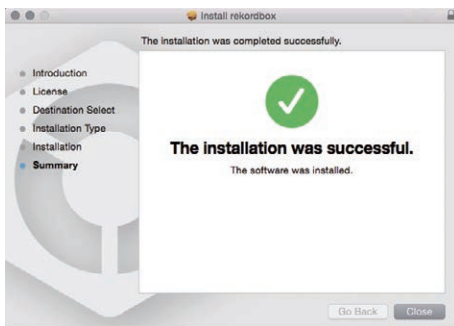 Install rekordbox
The installation was completed successfully.
Introduction
License
Destination Select
Installation Type
Installation
Summary
The installation was successful.
The software was installed.
Go Back
Close